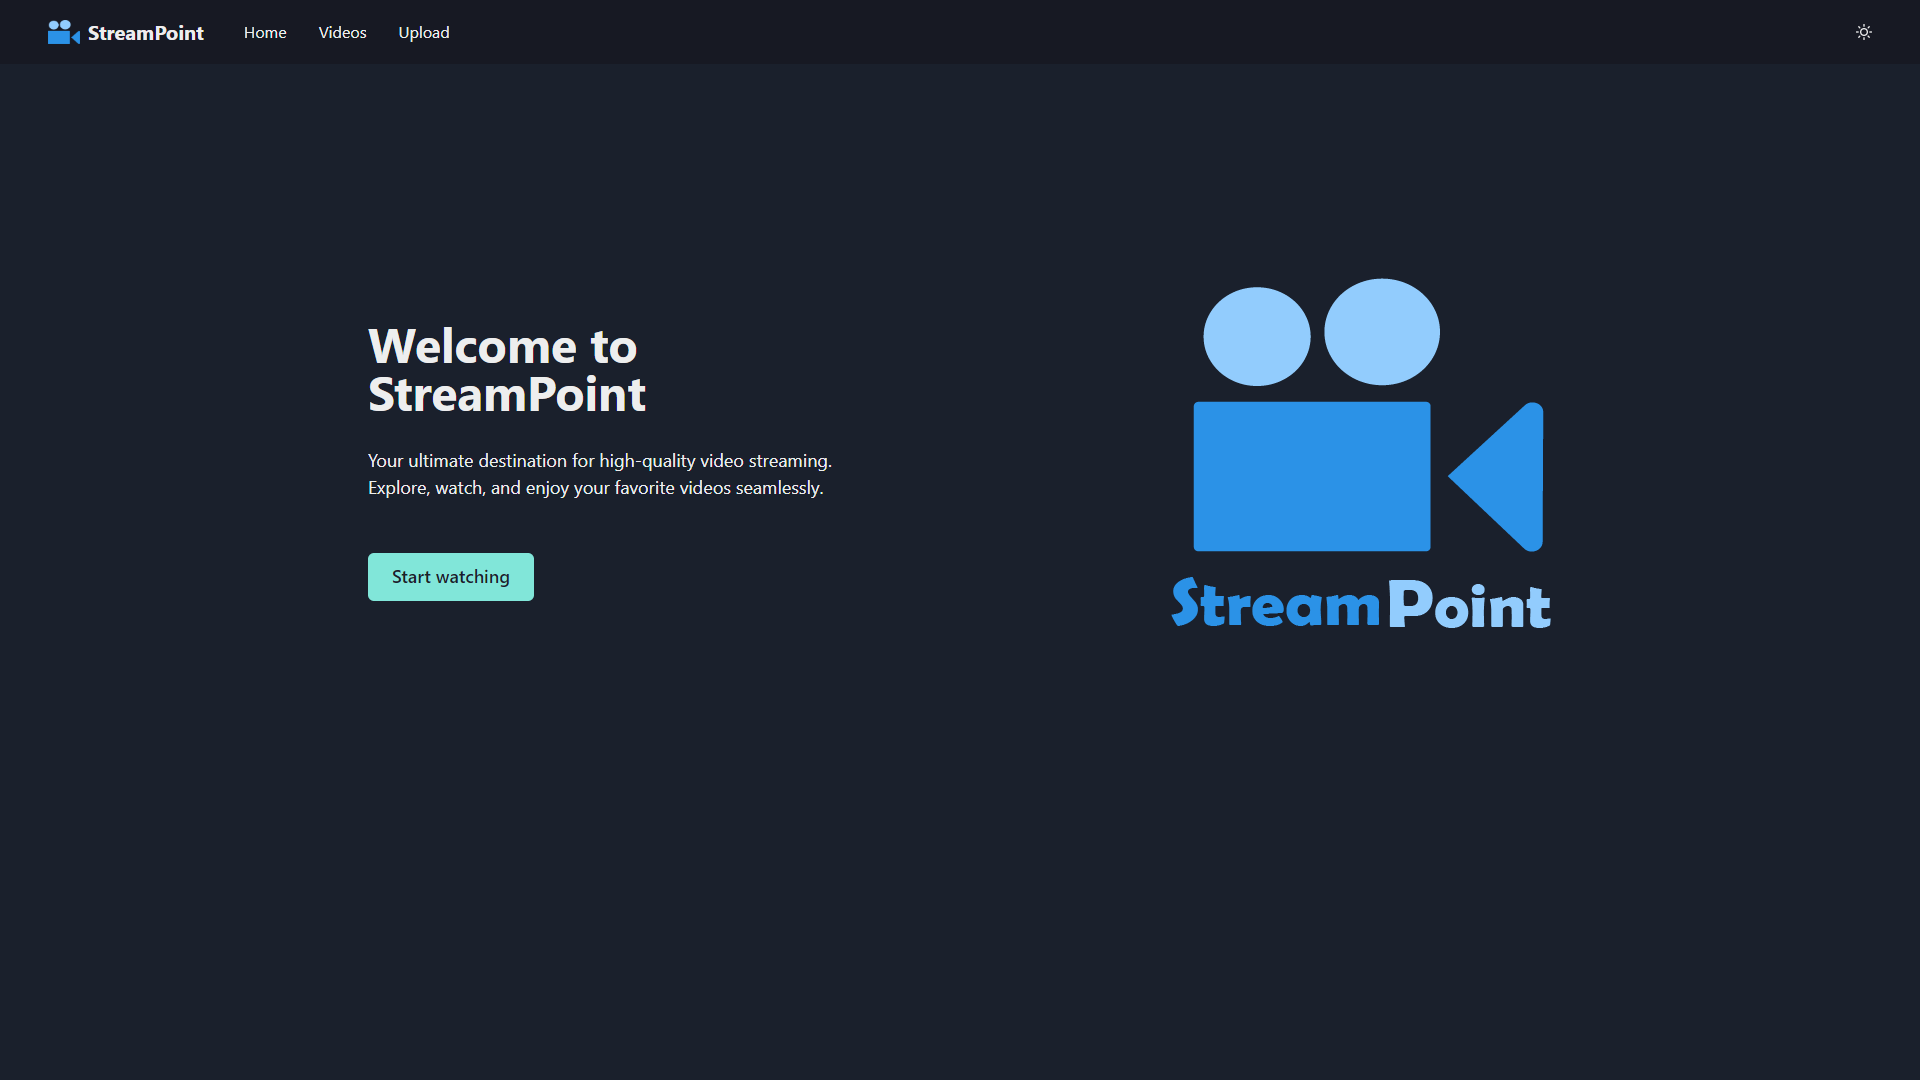 StreamPoint
Home
Videos
Upload
Welcome to
StreamPoint
Your ultimate destination for high-quality video streaming.
Explore, watch, and enjoy your favorite videos seamlessly.
Start watching
StreamPoint